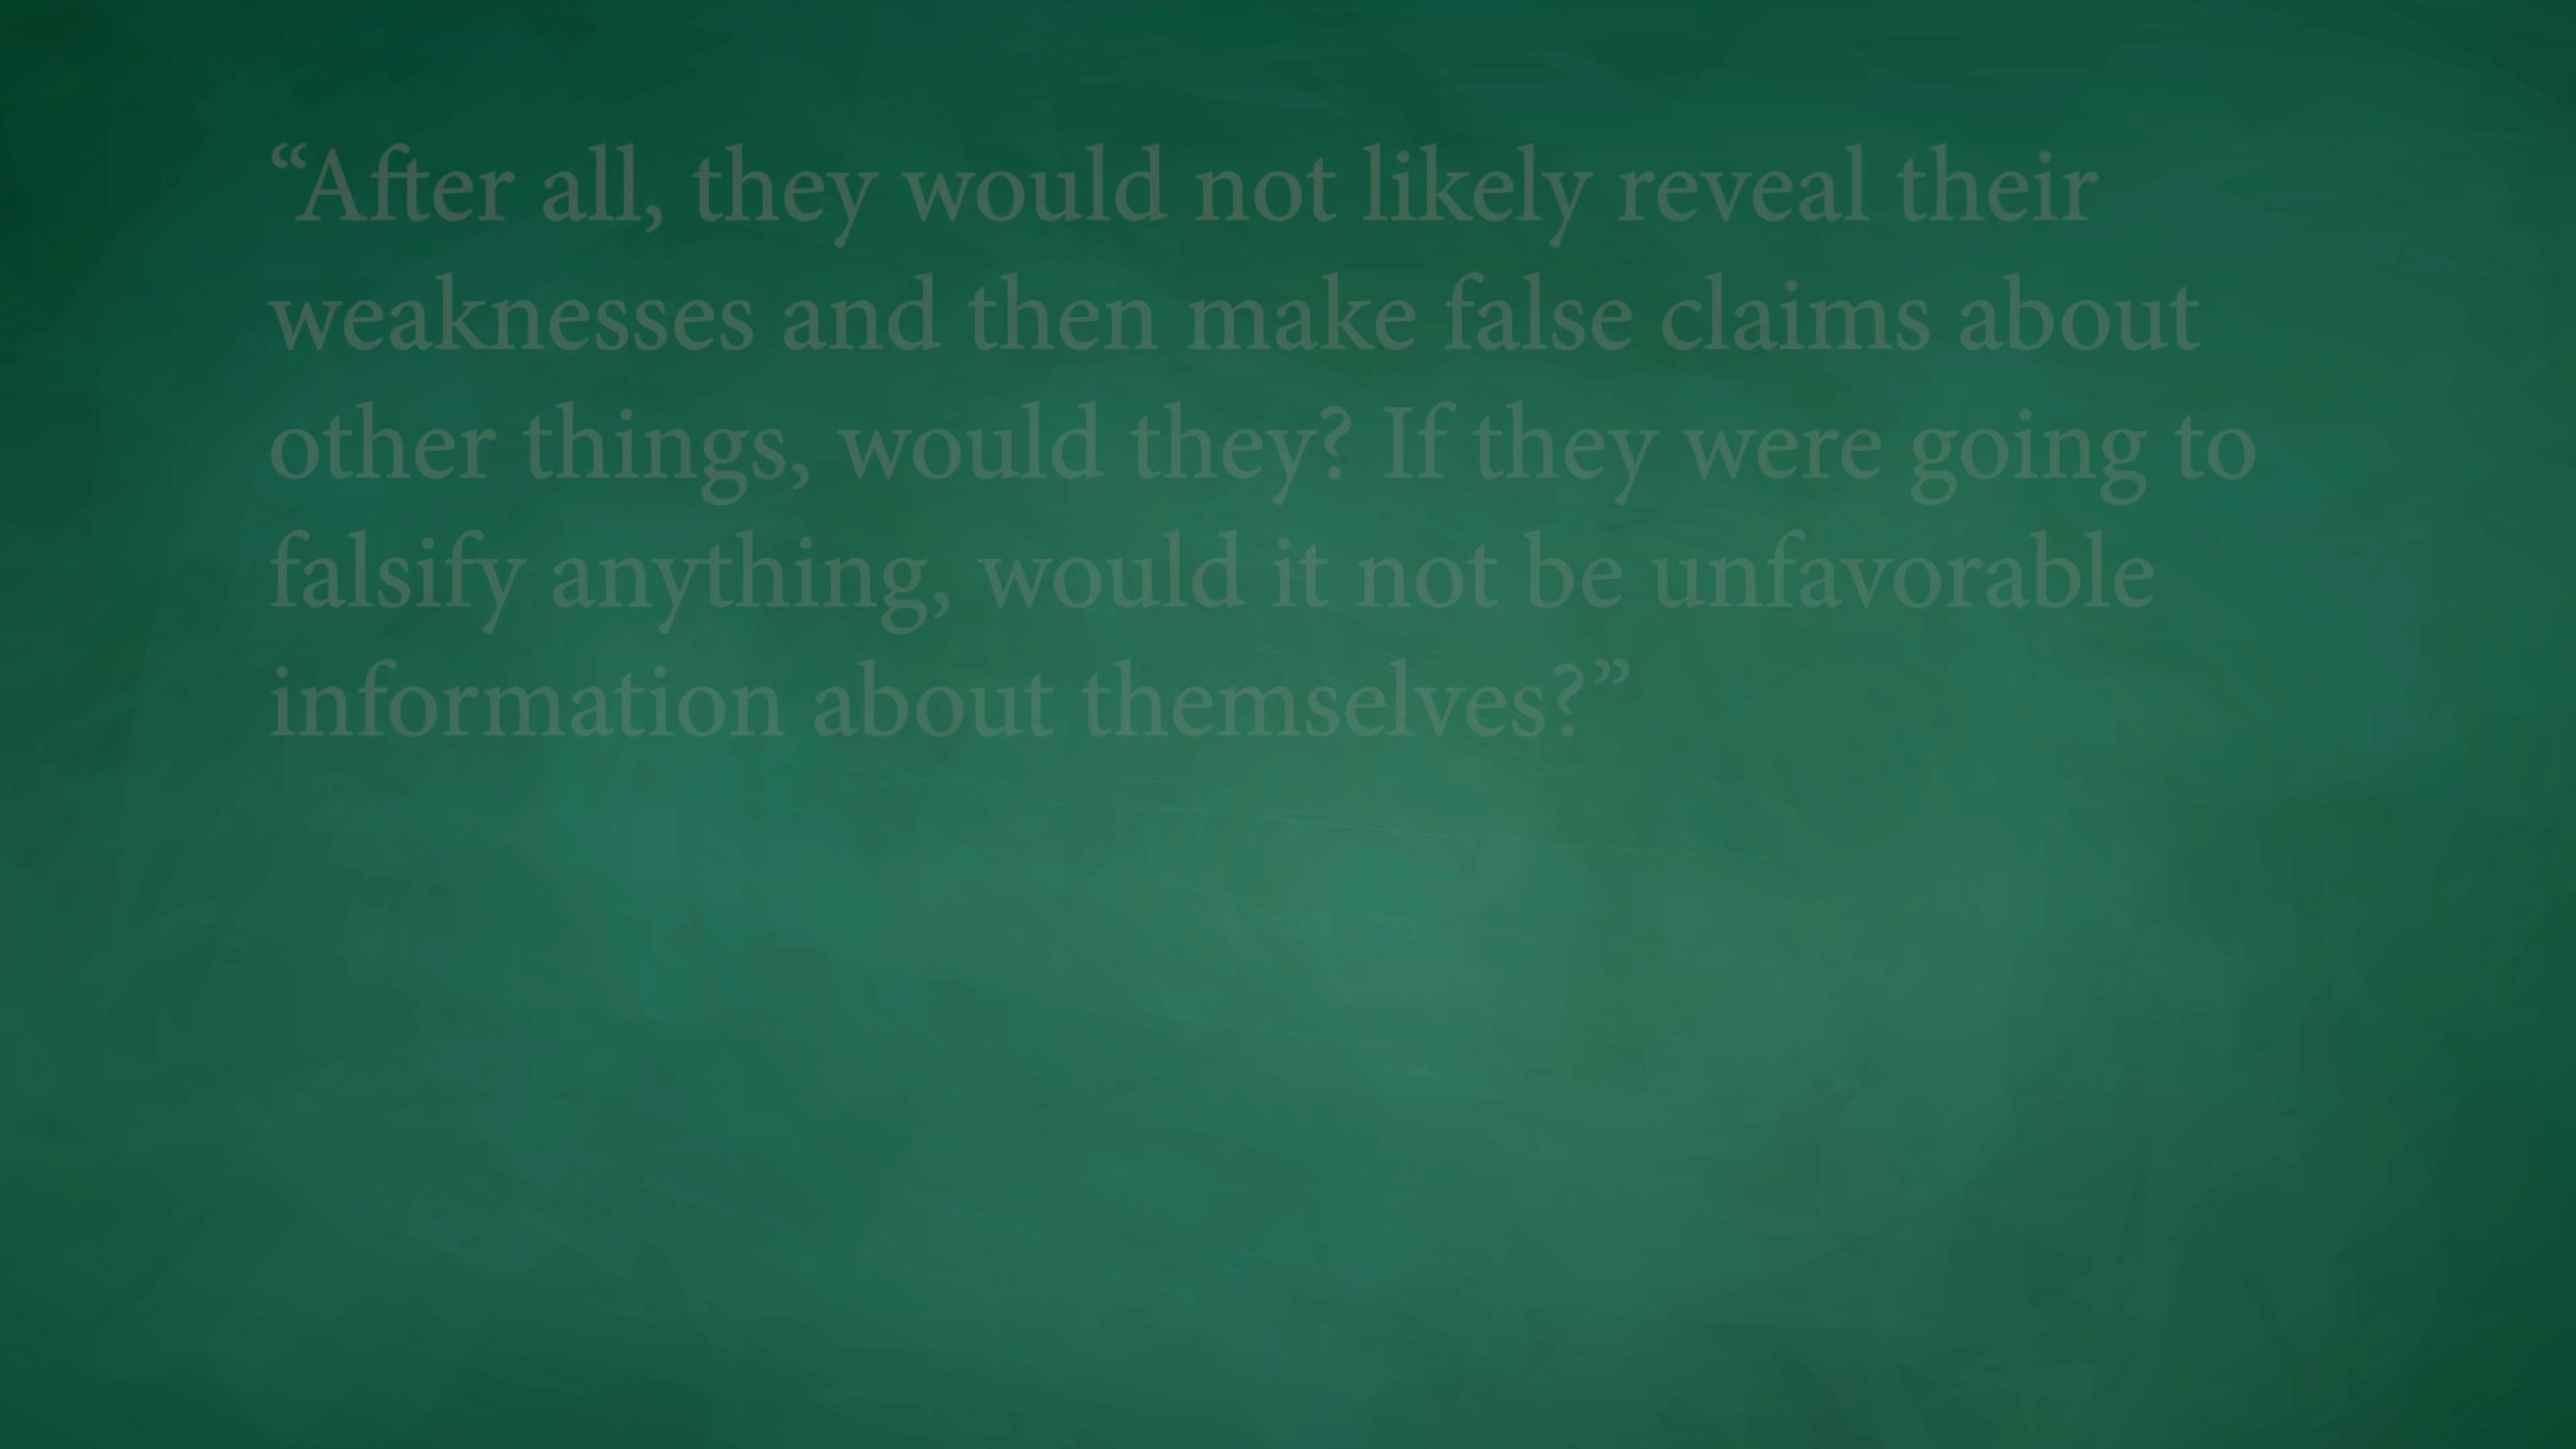 “After all, they would not likely reveal their
weaknesses and then make false claims about
other things, would they? If they were going to
falsify anything, would it not be unfavorable
information about themselves?”